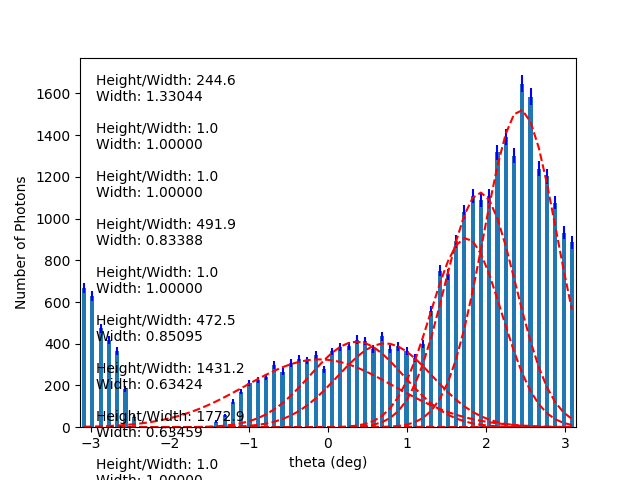 Height/Width: 244.6
Width: 1.33044
Height/Width: 1.0
Width: 1.00000
Height/Width: 1.0
Width: 1.00000
Height/Width: 491.9
Width: 0.83388
Height/Width: 1.0
Width: 1.00000
Height/Width: 472.5
Width: 0.85095
Height/Width: 1431.2
Width: 0.63424
Height/Width: 1772.9
Width: 0.63459
Height/Width: 1.0
Width: 1.00000
Number of Photons
1600
1400
1200
1000
800
600
400
200
0
−3 −2 −1 0 1 2 3
theta (deg)